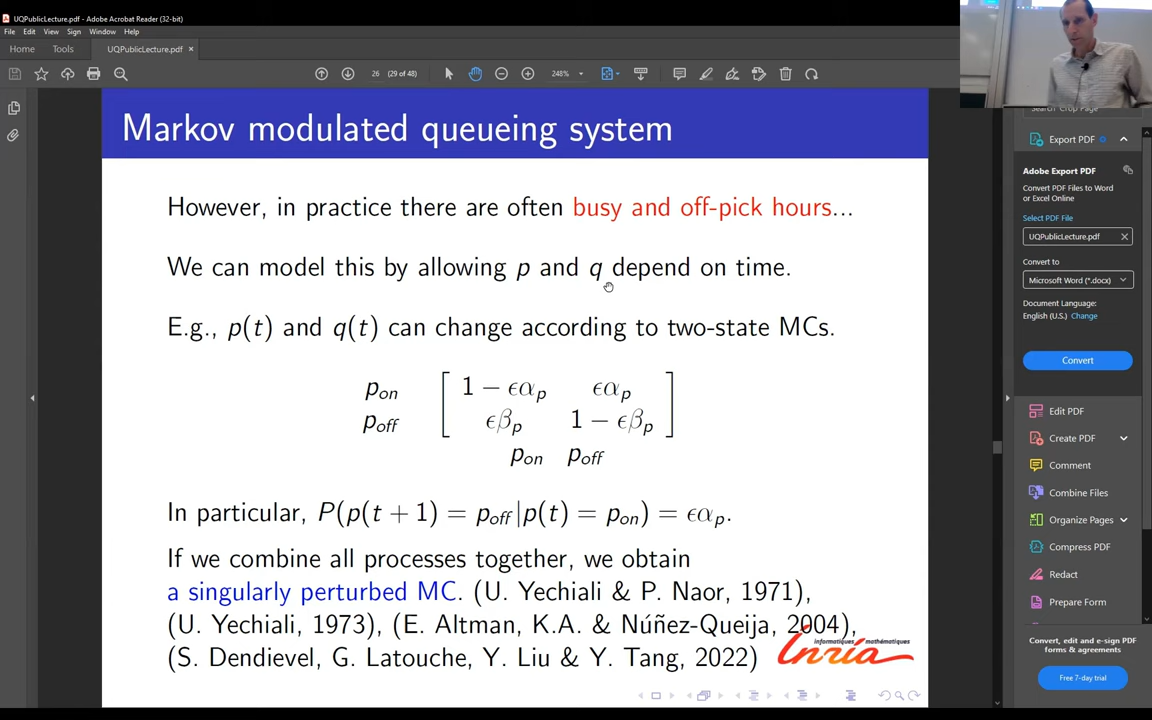 UQPublicLecture.pdf - Adobe Acrobat Reader (32-bit)
File Edit View Sign Window Help
Home Tools UQPublicLecture.pdf ×
26 (29 of 48) 248%
Markov modulated queueing system
However, in practice there are often busy and off-pick hours...
We can model this by allowing p and q depend on time.
E.g., p(t) and q(t) can change according to two-state MCs.
p_on [ 1 − ϵα_p ϵα_p
p_off ϵβ_p 1 − ϵβ_p ]
p_on p_off
In particular, P(p(t + 1) = p_off|p(t) = p_on) = ϵα_p.
If we combine all processes together, we obtain
a singularly perturbed MC. (U. Yechiali & P. Naor, 1971),
(U. Yechiali, 1973), (E. Altman, K.A. & Núñez-Queija, 2004),
(S. Dendievel, G. Latouche, Y. Liu & Y. Tang, 2022)
informatiques mathématiques
Inria
Search 'Crop Page'
Export PDF
Adobe Export PDF
Convert PDF Files to Word
or Excel Online
Select PDF File
UQPublicLecture.pdf ×
Convert to
Microsoft Word (*.docx)
Document Language:
English (U.S.) Change
Convert
Edit PDF
Create PDF
Comment
Combine Files
Organize Pages
Compress PDF
Redact
Prepare Form
Convert, edit and e-sign PDF
forms & agreements
Free 7-day trial